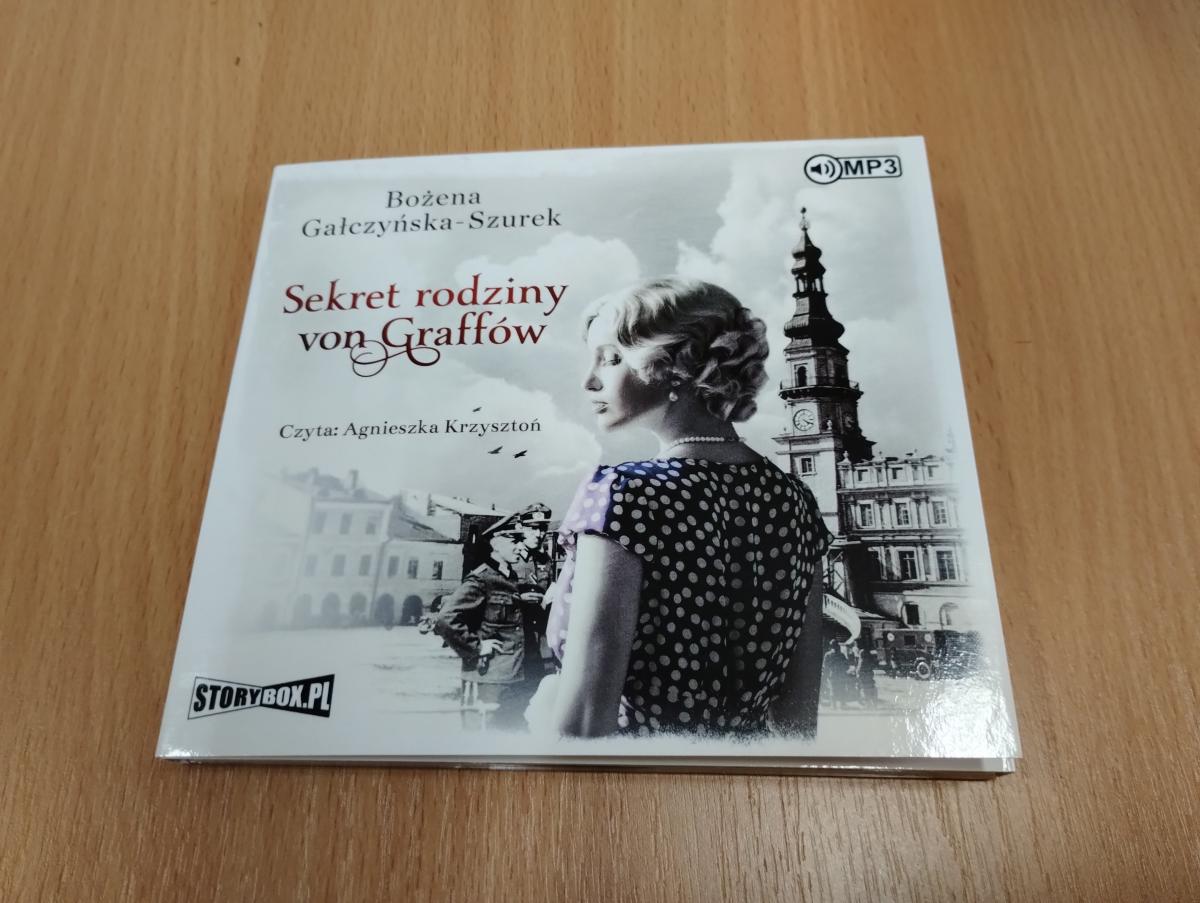 Bożena
Gałczyńska-Szurek
MP3
Sekret rodziny
von Graffów
Czyta: Agnieszka Krzysztoń
STORYBOX.PL